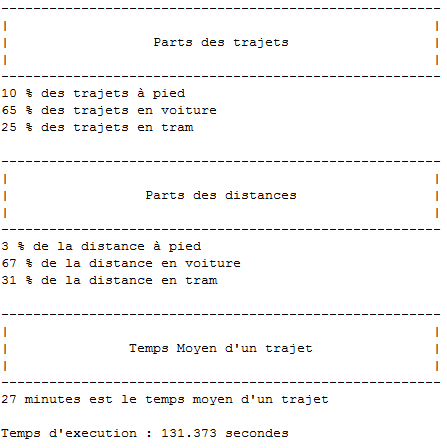 Parts des trajets
10 % des trajets à pied
65 % des trajets en voiture
25 % des trajets en tram
Parts des distances
3 % de la distance à pied
67 % de la distance en voiture
31 % de la distance en tram
Temps Moyen d'un trajet
27 minutes est le temps moyen d'un trajet
Temps d'execution : 131.373 secondes